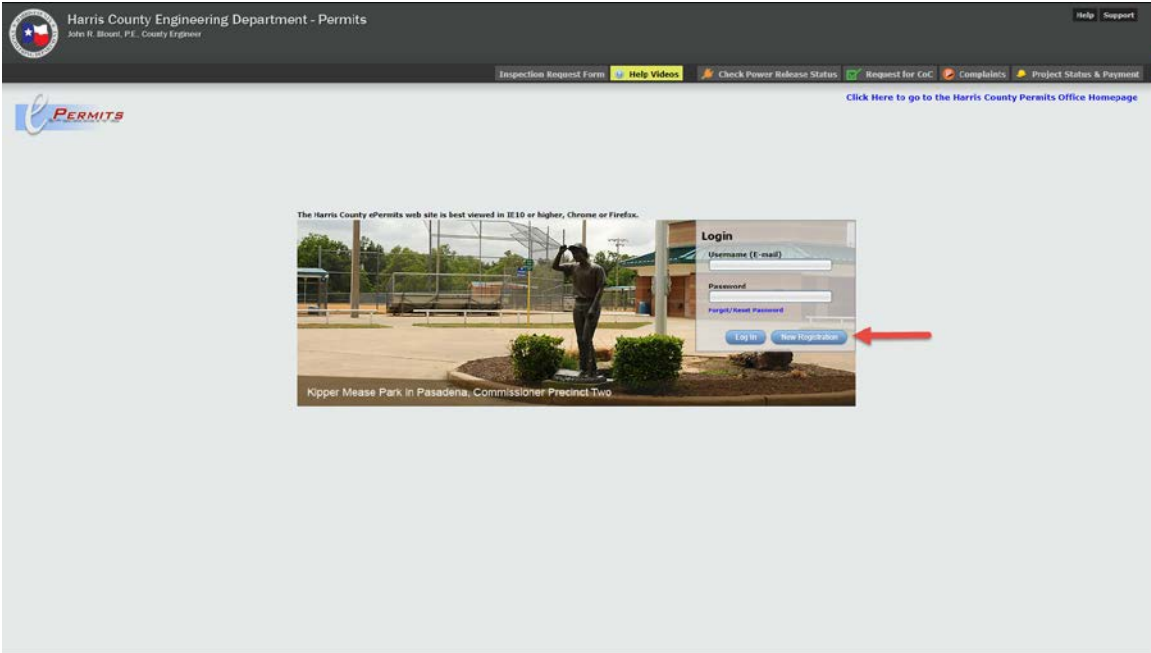 Harris County Engineering Department - Permits
John R. Blount, P.E., County Engineer
Help Support
Inspection Request Form Help Videos Check Power Release Status Request for CoC Complaints Project Status & Payment
Click Here to go to the Harris County Permits Office Homepage
e PERMITS
The Harris County ePermits web site is best viewed in IE10 or higher, Chrome or Firefox.
Login
Username (E-mail)
Password
Forgot/Reset Password
Log In New Registration
Kipper Mease Park in Pasadena, Commissioner Precinct Two